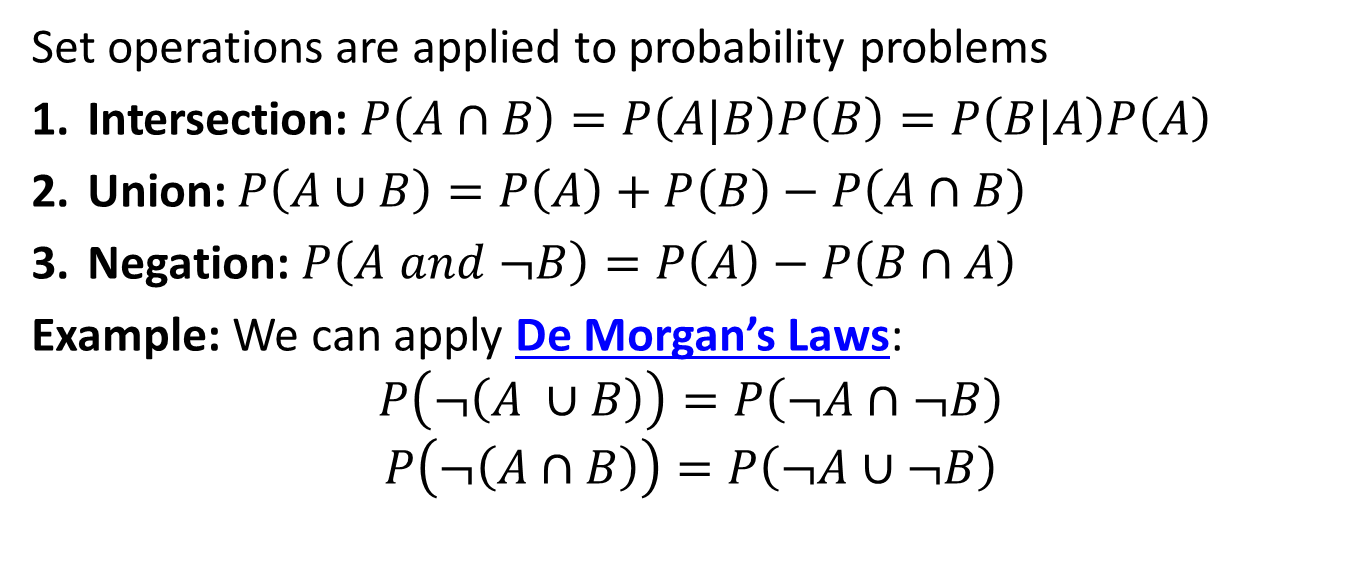 Set operations are applied to probability problems
1. Intersection: P(A ∩ B) = P(A|B)P(B) = P(B|A)P(A)
2. Union: P(A ∪ B) = P(A) + P(B) − P(A ∩ B)
3. Negation: P(A and ¬B) = P(A) − P(B ∩ A)
Example: We can apply De Morgan’s Laws:
P(¬(A ∪ B)) = P(¬A ∩ ¬B)
P(¬(A ∩ B)) = P(¬A ∪ ¬B)